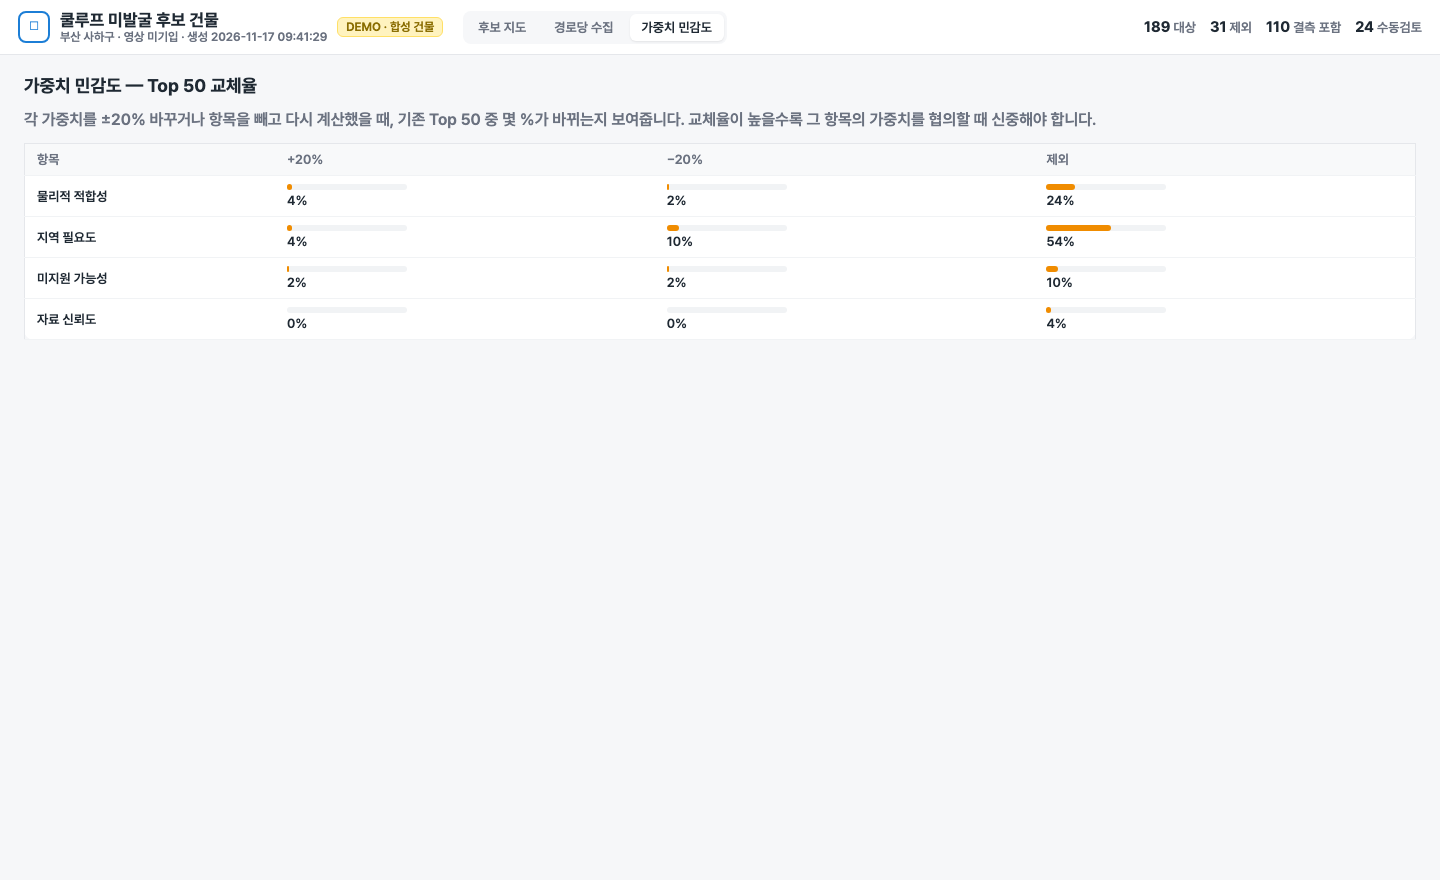 쿨루프 미발굴 후보 건물
부산 사하구 · 영상 미기입 · 생성 2026-11-17 09:41:29
DEMO · 합성 건물
후보 지도 경로당 수집 가중치 민감도
189 대상 31 제외 110 결측 포함 24 수동검토
가중치 민감도 — Top 50 교체율
각 가중치를 ±20% 바꾸거나 항목을 빼고 다시 계산했을 때, 기존 Top 50 중 몇 %가 바뀌는지 보여줍니다. 교체율이 높을수록 그 항목의 가중치를 협의할 때 신중해야 합니다.
항목 +20% −20% 제외
물리적 적합성 4% 2% 24%
지역 필요도 4% 10% 54%
미지원 가능성 2% 2% 10%
자료 신뢰도 0% 0% 4%